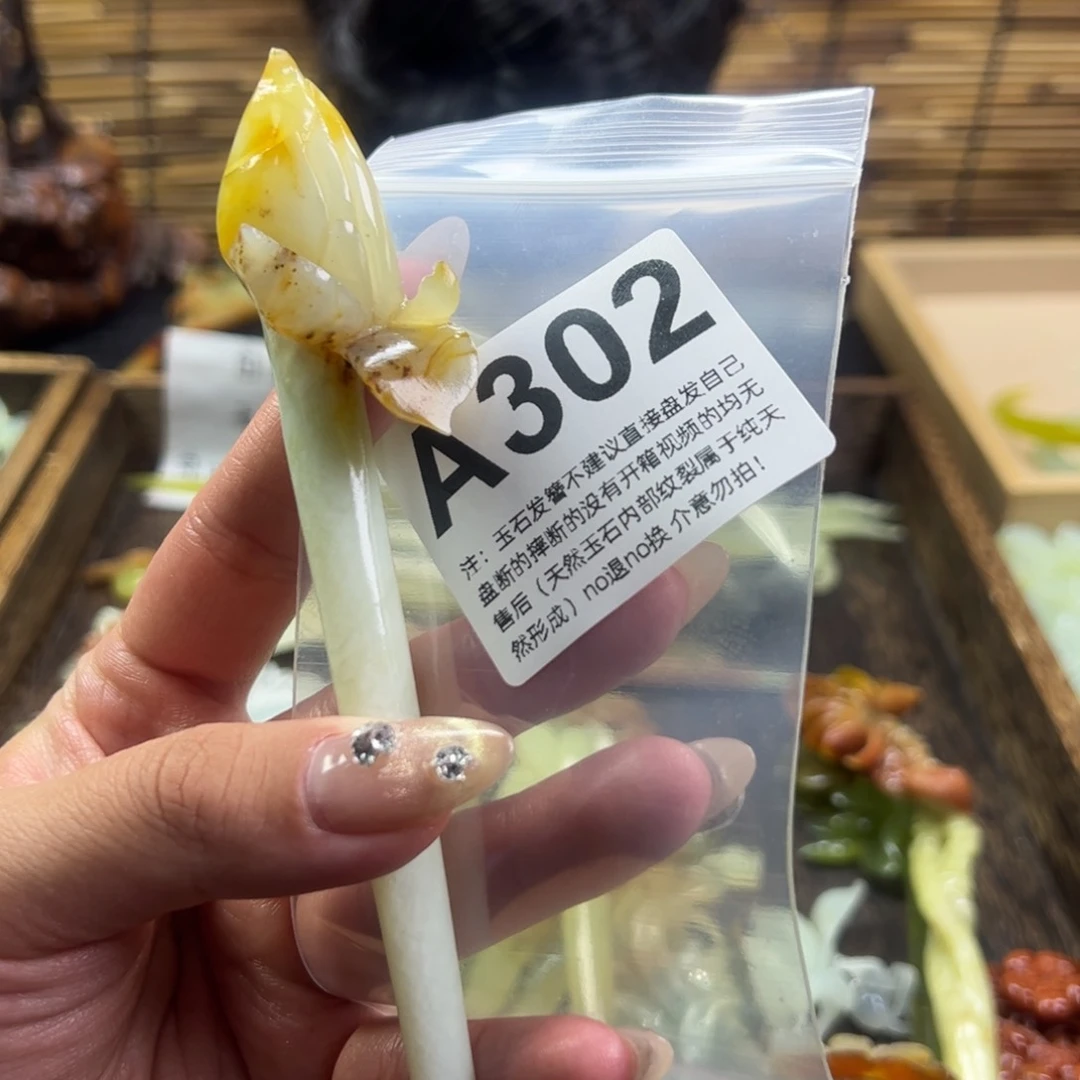 A302
注：玉石发簪不建议直接盘发自己
盘断的摔断的没有开箱视频的均无
售后（天然玉石内部纹裂属于纯天
然形成）no退no换 介意勿拍！